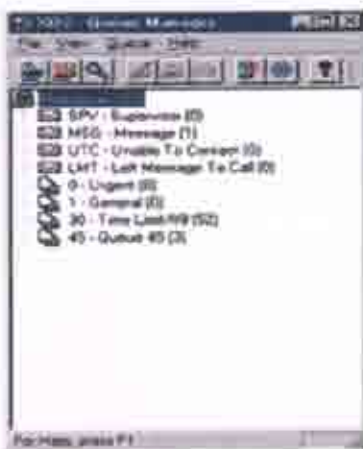 Queue Manager
File View Queue Help
SPV - Supervisor (0)
MSG - Message (1)
UTC - Unable To Contact (0)
LMT - Left Message To Call (0)
0 - Urgent (0)
1 - General (0)
30 - Time Limit (52)
45 - Queue 45 (3)
For Help, press F1